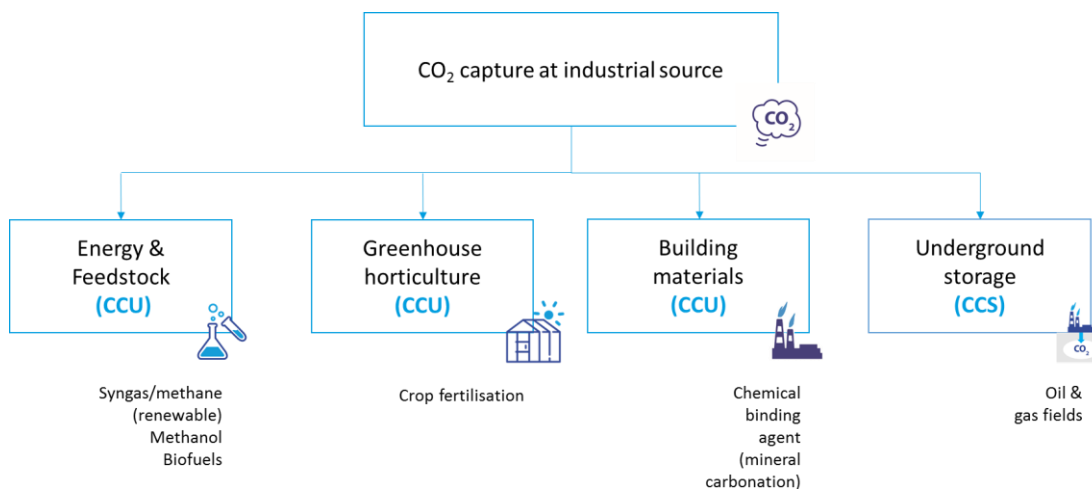 CO₂ capture at industrial source
CO₂
Energy &
Feedstock
(CCU)
Greenhouse
horticulture
(CCU)
Building
materials
(CCU)
Underground
storage
(CCS)
CO₂
Syngas/methane
(renewable)
Methanol
Biofuels
Crop fertilisation
Chemical
binding
agent
(mineral
carbonation)
Oil &
gas fields